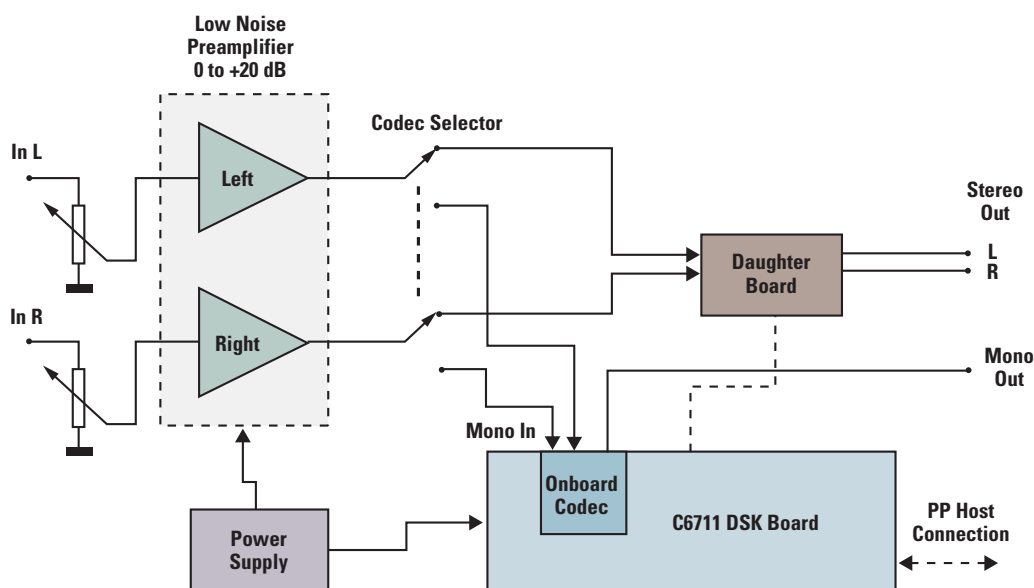 Low Noise
Preamplifier
0 to +20 dB
Codec Selector
In L
Left
Stereo
Out
L
R
Daughter
Board
In R
Right
Mono
Out
Mono In
Onboard
Codec
C6711 DSK Board
PP Host
Connection
Power
Supply